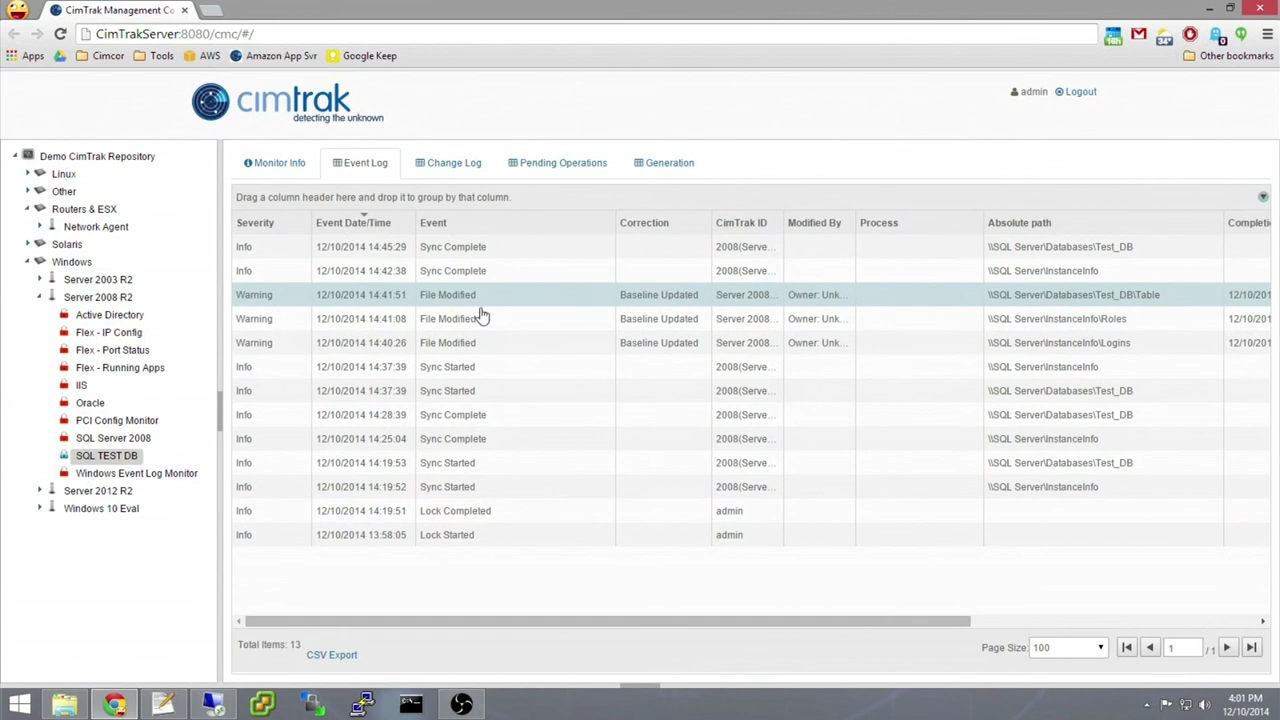 CimTrak Management Co
CimTrakServer:8080/cmc/#/
Apps Cimcor Tools AWS Amazon App Svr Google Keep Other bookmarks
cimtrak
detecting the unknown
admin Logout
Demo CimTrak Repository
Linux
Other
Routers & ESX
Network Agent
Solaris
Windows
Server 2003 R2
Server 2008 R2
Active Directory
Flex - IP Config
Flex - Port Status
Flex - Running Apps
IIS
Oracle
PCI Config Monitor
SQL Server 2008
SQL TEST DB
Windows Event Log Monitor
Server 2012 R2
Windows 10 Eval
Monitor Info Event Log Change Log Pending Operations Generation
Drag a column header here and drop it to group by that column.
Severity Event Date/Time Event Correction CimTrak ID Modified By Process Absolute path Completi
Info 12/10/2014 14:45:29 Sync Complete 2008(Serve... \\SQL Server\Databases\Test_DB
Info 12/10/2014 14:42:38 Sync Complete 2008(Serve... \\SQL Server\InstanceInfo
Warning 12/10/2014 14:41:51 File Modified Baseline Updated Server 2008... Owner: Unk... \\SQL Server\Databases\Test_DB\Table 12/10/201
Warning 12/10/2014 14:41:08 File Modified Baseline Updated Server 2008... Owner: Unk... \\SQL Server\InstanceInfo\Roles 12/10/201
Warning 12/10/2014 14:40:26 File Modified Baseline Updated Server 2008... Owner: Unk... \\SQL Server\InstanceInfo\Logins 12/10/201
Info 12/10/2014 14:37:39 Sync Started 2008(Serve... \\SQL Server\InstanceInfo
Info 12/10/2014 14:37:39 Sync Started 2008(Serve... \\SQL Server\Databases\Test_DB
Info 12/10/2014 14:28:39 Sync Complete 2008(Serve... \\SQL Server\Databases\Test_DB
Info 12/10/2014 14:25:04 Sync Complete 2008(Serve... \\SQL Server\InstanceInfo
Info 12/10/2014 14:19:53 Sync Started 2008(Serve... \\SQL Server\Databases\Test_DB
Info 12/10/2014 14:19:52 Sync Started 2008(Serve... \\SQL Server\InstanceInfo
Info 12/10/2014 14:19:51 Lock Completed admin
Info 12/10/2014 13:58:05 Lock Started admin
Total Items: 13
CSV Export
Page Size: 100 1 / 1
4:01 PM
12/10/2014